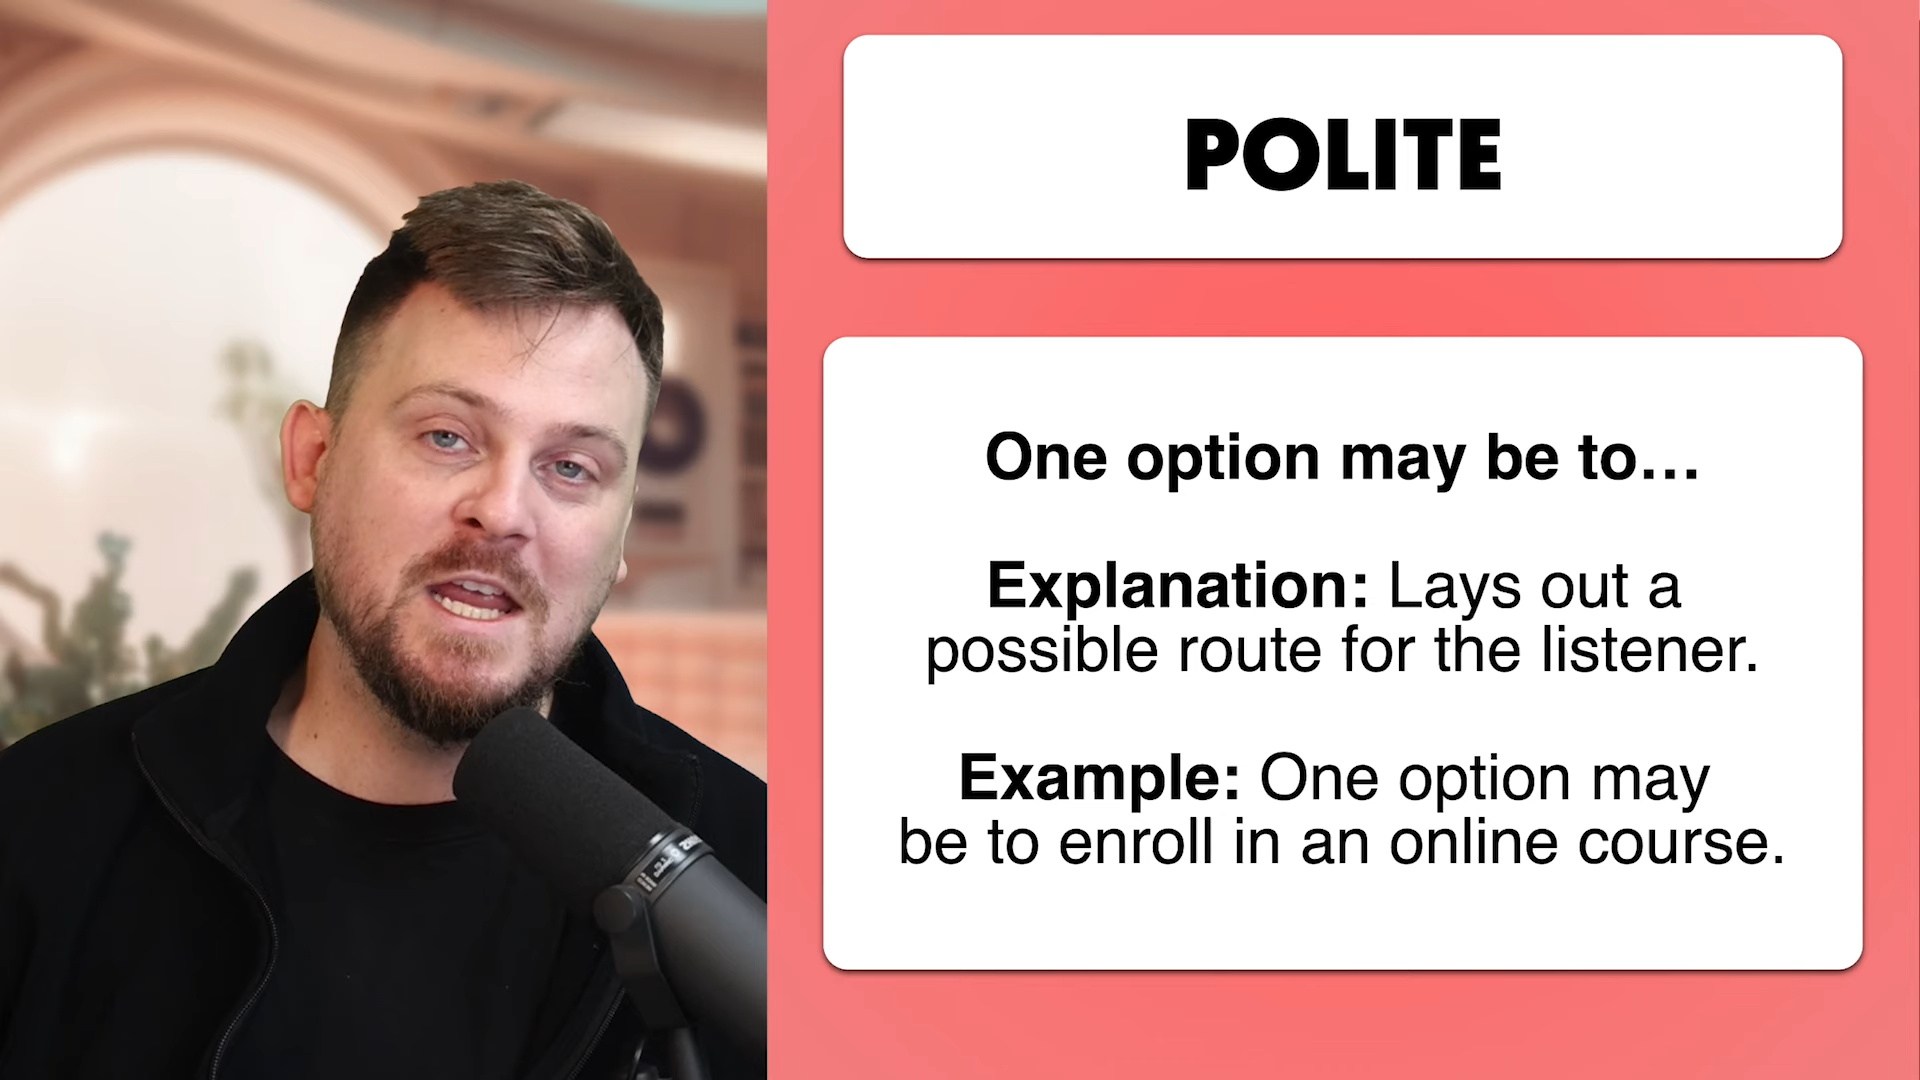 POLITE
One option may be to...
Explanation: Lays out a
possible route for the listener.
Example: One option may
be to enroll in an online course.